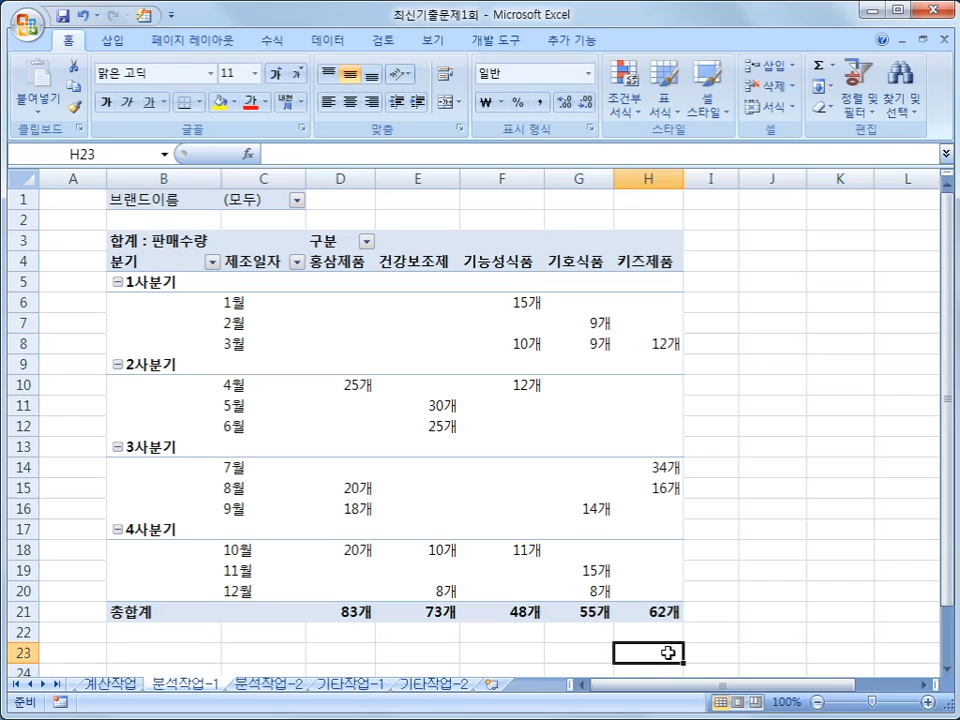 최신기출문제1회 - Microsoft Excel
홈 삽입 페이지 레이아웃 수식 데이터 검토 보기 개발 도구 추가 기능
붙여넣기 맑은 고딕 11 일반 조건부 서식 표 서식 셀 스타일 삽입 삭제 서식 정렬 및 필터 찾기 및 선택
가 가 가 가 가 가 내천 ₩ % ,
클립보드 글꼴 맞춤 표시 형식 스타일 셀 편집
H23 fx
A B C D E F G H I J K L
1 브랜드이름 (모두)
2
3 합계 : 판매수량 구분
4 분기 제조일자 홍삼제품 건강보조제 기능성식품 기호식품 키즈제품
5 1사분기
6 1월 15개
7 2월 9개
8 3월 10개 9개 12개
9 2사분기
10 4월 25개 12개
11 5월 30개
12 6월 25개
13 3사분기
14 7월 34개
15 8월 20개 16개
16 9월 18개 14개
17 4사분기
18 10월 20개 10개 11개
19 11월 15개
20 12월 8개 8개
21 총합계 83개 73개 48개 55개 62개
22
23
24
계산작업 분석작업-1 분석작업-2 기타작업-1 기타작업-2
준비 100%